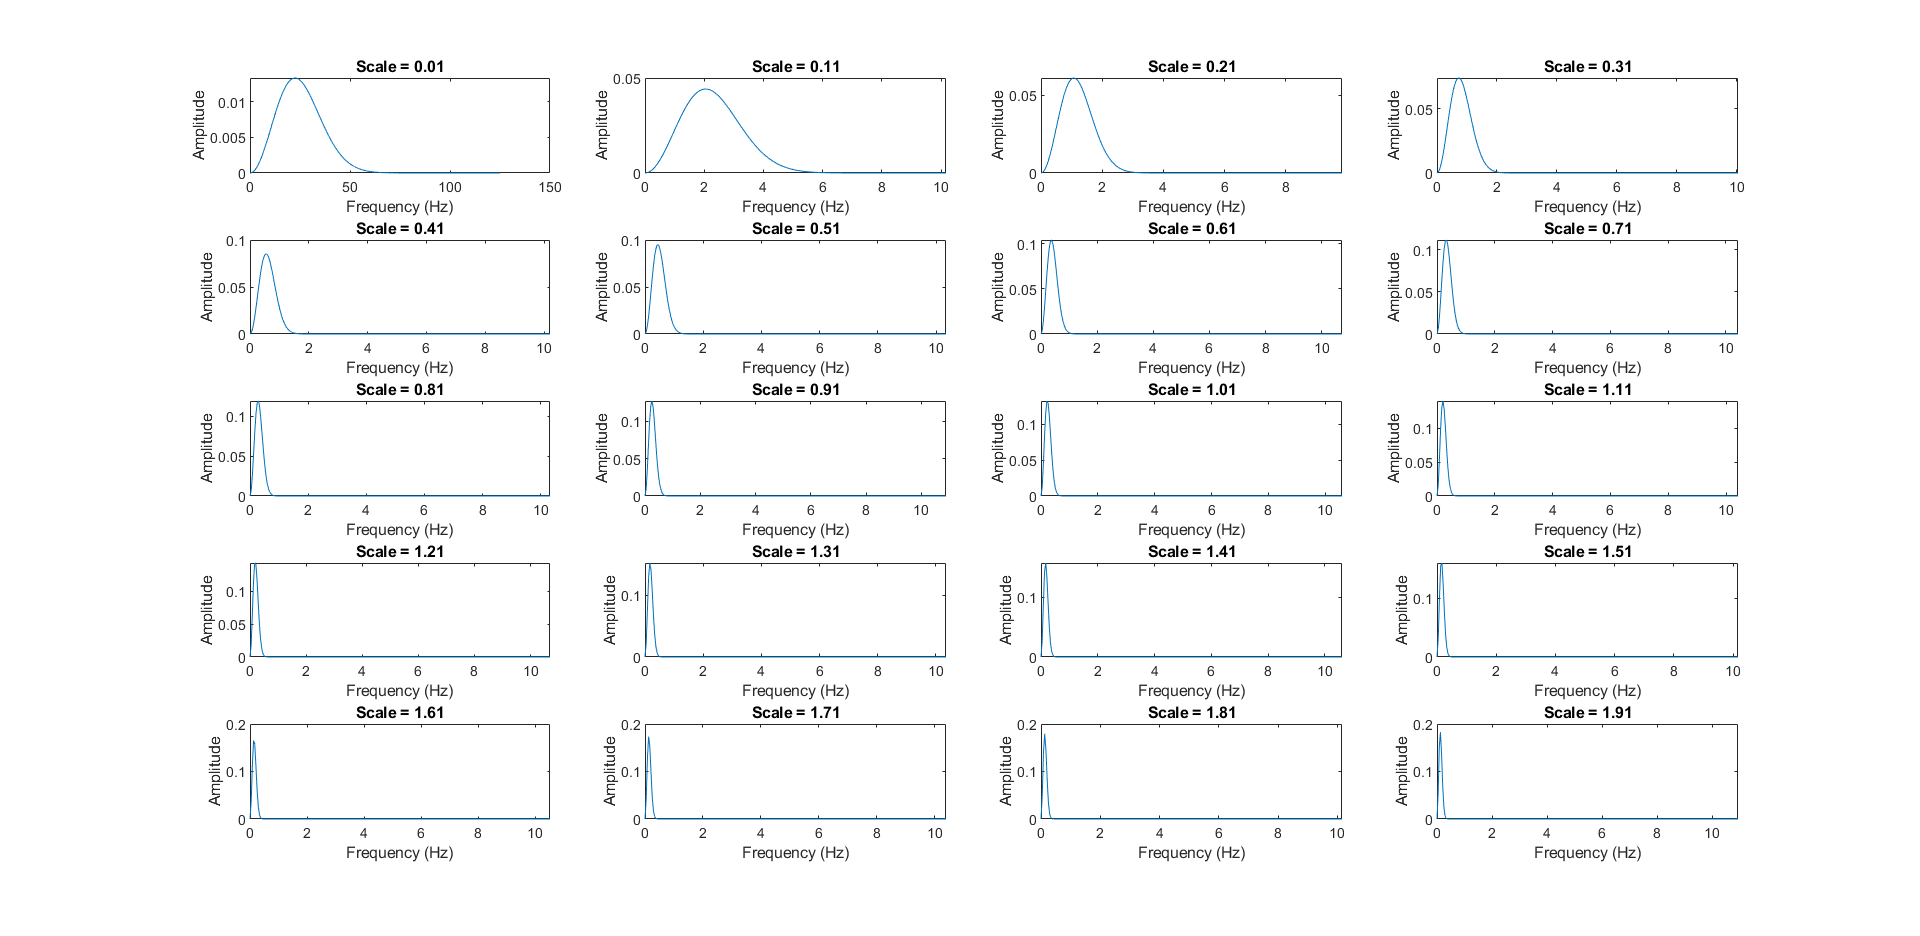 Scale = 0.01 Scale = 0.11 Scale = 0.21 Scale = 0.31
Amplitude 0.01 0.005 0 Amplitude 0.05 0 Amplitude 0.05 0 Amplitude 0.05 0
0 50 100 150 0 2 4 6 8 10 0 2 4 6 8 0 2 4 6 8 10
Frequency (Hz) Frequency (Hz) Frequency (Hz) Frequency (Hz)
Scale = 0.41 Scale = 0.51 Scale = 0.61 Scale = 0.71
Amplitude 0.1 0.05 0 Amplitude 0.1 0.05 0 Amplitude 0.1 0.05 0 Amplitude 0.1 0.05 0
0 2 4 6 8 10 0 2 4 6 8 10 0 2 4 6 8 10 0 2 4 6 8 10
Frequency (Hz) Frequency (Hz) Frequency (Hz) Frequency (Hz)
Scale = 0.81 Scale = 0.91 Scale = 1.01 Scale = 1.11
Amplitude 0.1 0.05 0 Amplitude 0.1 0.05 0 Amplitude 0.1 0.05 0 Amplitude 0.1 0.05 0
0 2 4 6 8 10 0 2 4 6 8 10 0 2 4 6 8 10 0 2 4 6 8 10
Frequency (Hz) Frequency (Hz) Frequency (Hz) Frequency (Hz)
Scale = 1.21 Scale = 1.31 Scale = 1.41 Scale = 1.51
Amplitude 0.1 0.05 0 Amplitude 0.1 0 Amplitude 0.1 0 Amplitude 0.1 0
0 2 4 6 8 10 0 2 4 6 8 10 0 2 4 6 8 10 0 2 4 6 8 10
Frequency (Hz) Frequency (Hz) Frequency (Hz) Frequency (Hz)
Scale = 1.61 Scale = 1.71 Scale = 1.81 Scale = 1.91
Amplitude 0.2 0.1 0 Amplitude 0.2 0.1 0 Amplitude 0.2 0.1 0 Amplitude 0.2 0.1 0
0 2 4 6 8 10 0 2 4 6 8 10 0 2 4 6 8 10 0 2 4 6 8 10
Frequency (Hz) Frequency (Hz) Frequency (Hz) Frequency (Hz)